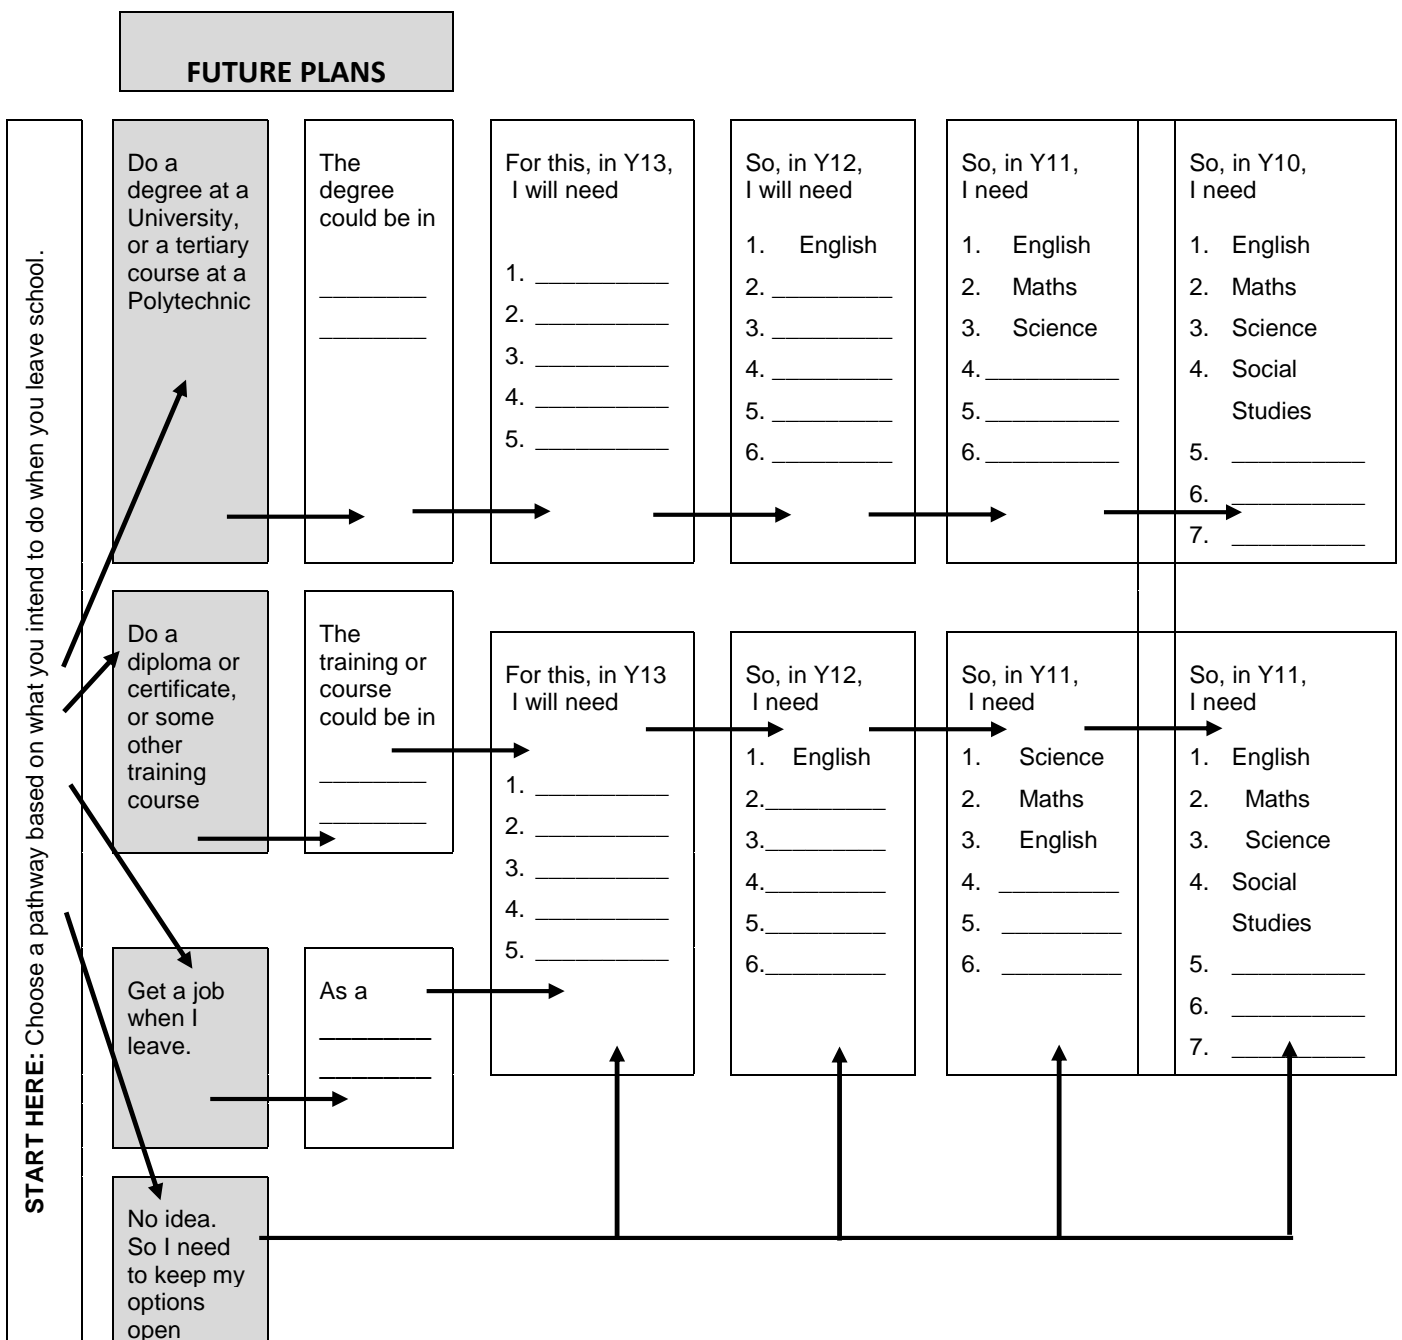 FUTURE PLANS
START HERE: Choose a pathway based on what you intend to do when you leave school.
Do a
degree at a
University,
or a tertiary
course at a
Polytechnic
The
degree
could be in
________
________
For this, in Y13,
I will need
1. __________
2. __________
3. __________
4. __________
5. __________
So, in Y12,
I will need
1. English
2. _________
3. _________
4. _________
5. _________
6. _________
So, in Y11,
I need
1. English
2. Maths
3. Science
4. __________
5. __________
6. __________
So, in Y10,
I need
1. English
2. Maths
3. Science
4. Social
Studies
5. __________
6. __________
7. __________
Do a
diploma or
certificate,
or some
other
training
course
The
training or
course
could be in
________
________
For this, in Y13
I will need
1. __________
2. __________
3. __________
4. __________
5. __________
So, in Y12,
I need
1. English
2._________
3._________
4._________
5._________
6._________
So, in Y11,
I need
1. Science
2. Maths
3. English
4. _________
5. _________
6. _________
So, in Y11,
I need
1. English
2. Maths
3. Science
4. Social
Studies
5. __________
6. __________
7. __________
Get a job
when I
leave.
As a
_______
_______
No idea.
So I need
to keep my
options
open